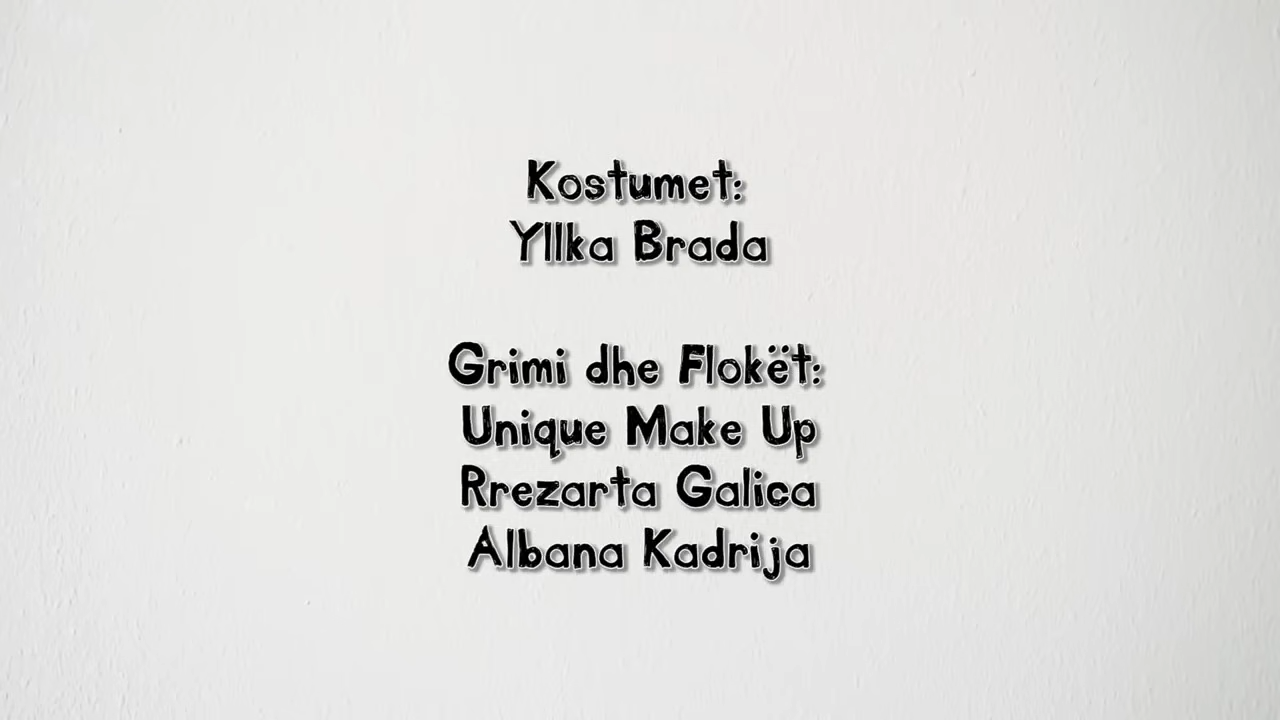 Kostumet:
Yllka Brada
Grimi dhe Flokët:
Unique Make Up
Rrezarta Galica
Albana Kadrija